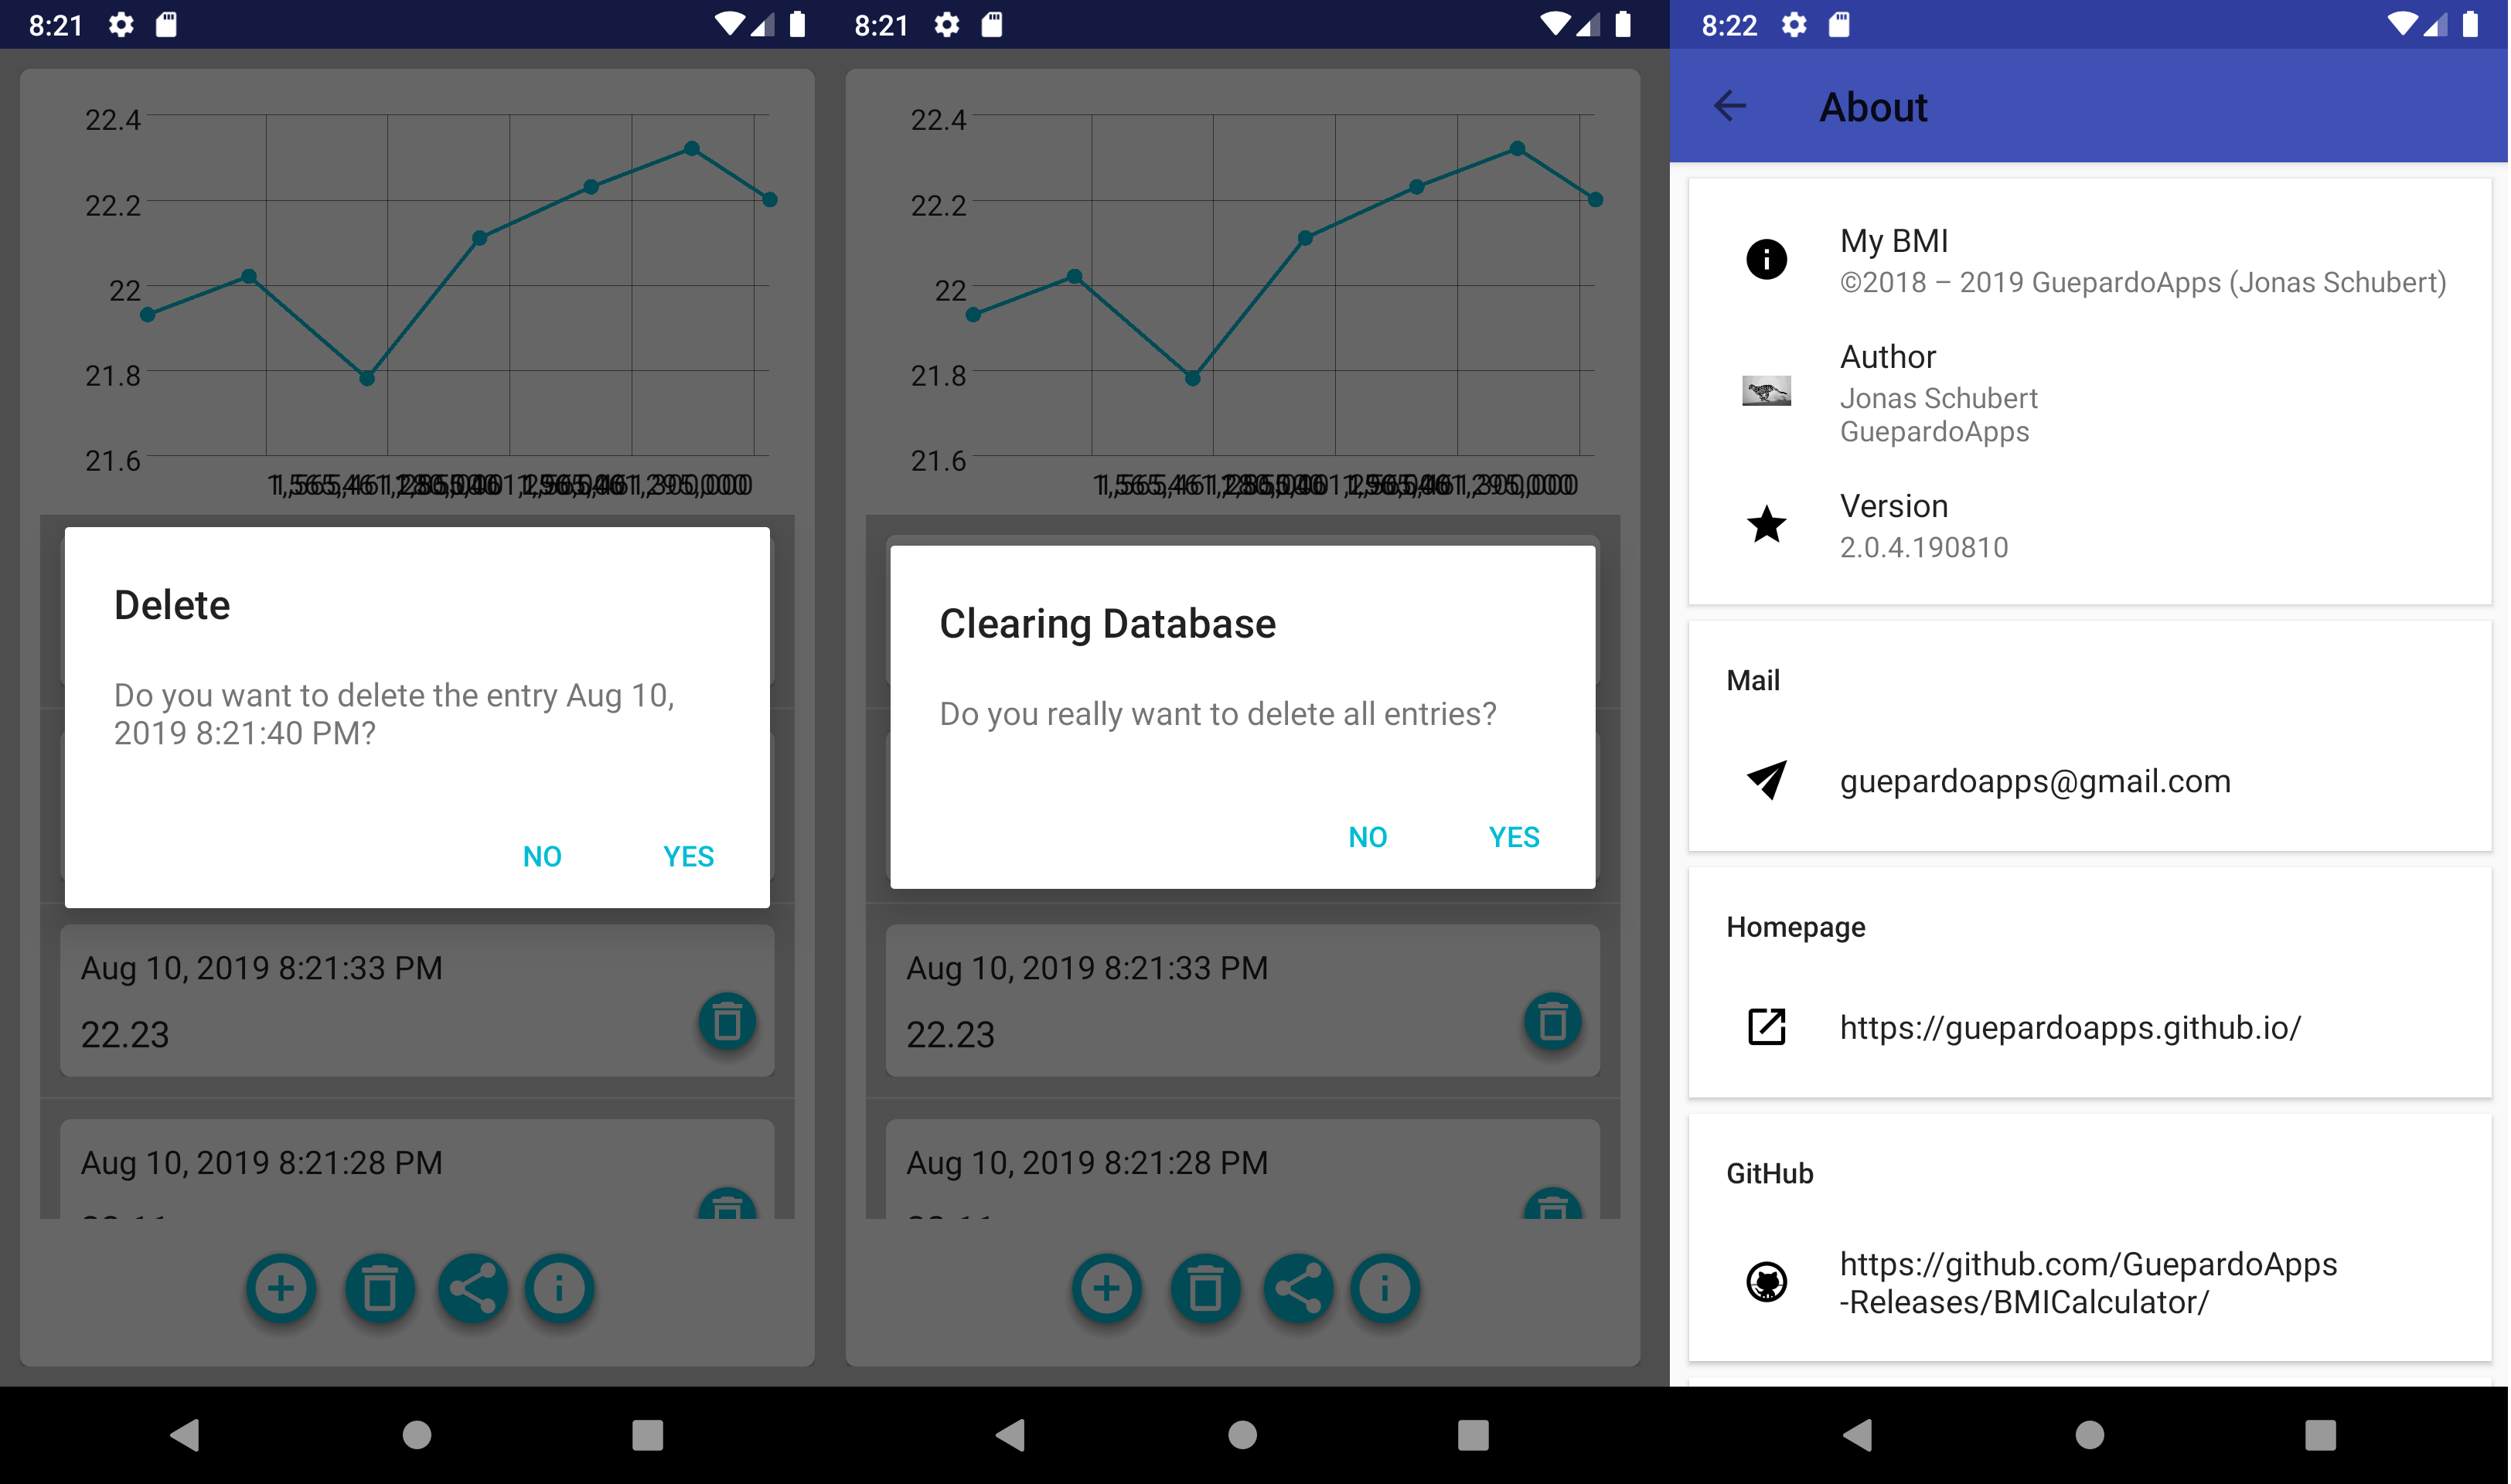 8:21
22.4
22.2
22
21.8
21.6
Delete
Do you want to delete the entry Aug 10,
2019 8:21:40 PM?
NO YES
Aug 10, 2019 8:21:33 PM
22.23
Aug 10, 2019 8:21:28 PM
8:21
22.4
22.2
22
21.8
21.6
Clearing Database
Do you really want to delete all entries?
NO YES
Aug 10, 2019 8:21:33 PM
22.23
Aug 10, 2019 8:21:28 PM
8:22
About
My BMI
©2018 – 2019 GuepardoApps (Jonas Schubert)
Author
Jonas Schubert
GuepardoApps
Version
2.0.4.190810
Mail
guepardoapps@gmail.com
Homepage
https://guepardoapps.github.io/
GitHub
https://github.com/GuepardoApps
-Releases/BMICalculator/